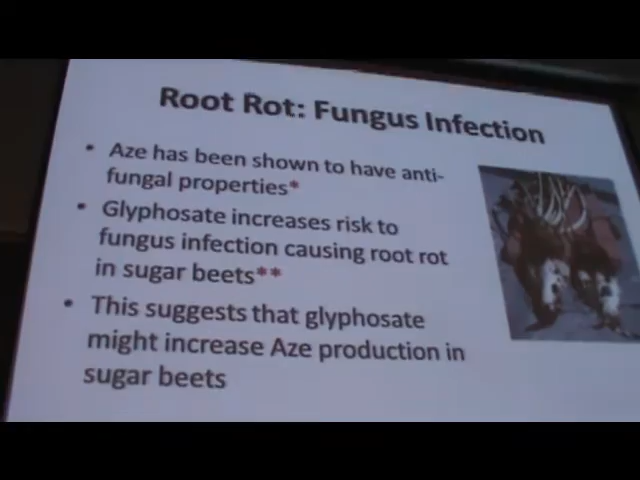 Root Rot: Fungus Infection
• Aze has been shown to have anti-
fungal properties*
• Glyphosate increases risk to
fungus infection causing root rot
in sugar beets**
• This suggests that glyphosate
might increase Aze production in
sugar beets